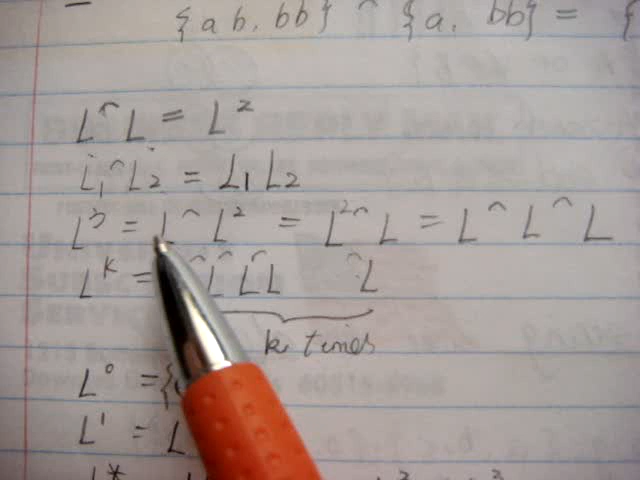 {ab, bb} ^ {a, bb} = {
L^L = L²
L₁^L₂ = L₁L₂
L³ = L^L² = L²^L = L^L^L
Lᵏ = ^L^L^L ^L
k times
L⁰ = {
L¹ = L
L*